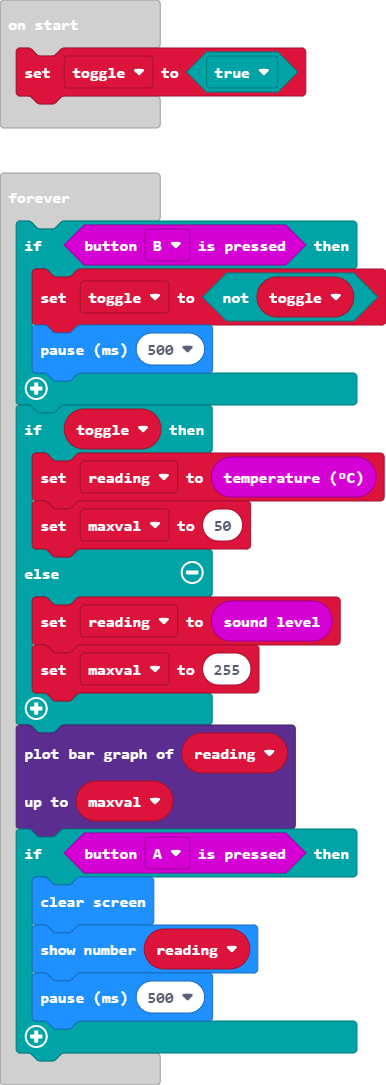 on start
set toggle to true
forever
if button B is pressed then
set toggle to not toggle
pause (ms) 500
if toggle then
set reading to temperature (°C)
set maxval to 50
else
set reading to sound level
set maxval to 255
plot bar graph of reading
up to maxval
if button A is pressed then
clear screen
show number reading
pause (ms) 500